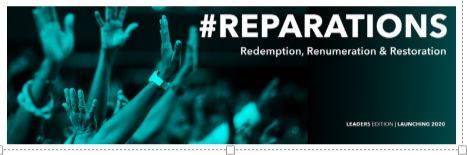 #REPARATIONS
Redemption, Renumeration & Restoration
LEADERS EDITION | LAUNCHING 2020